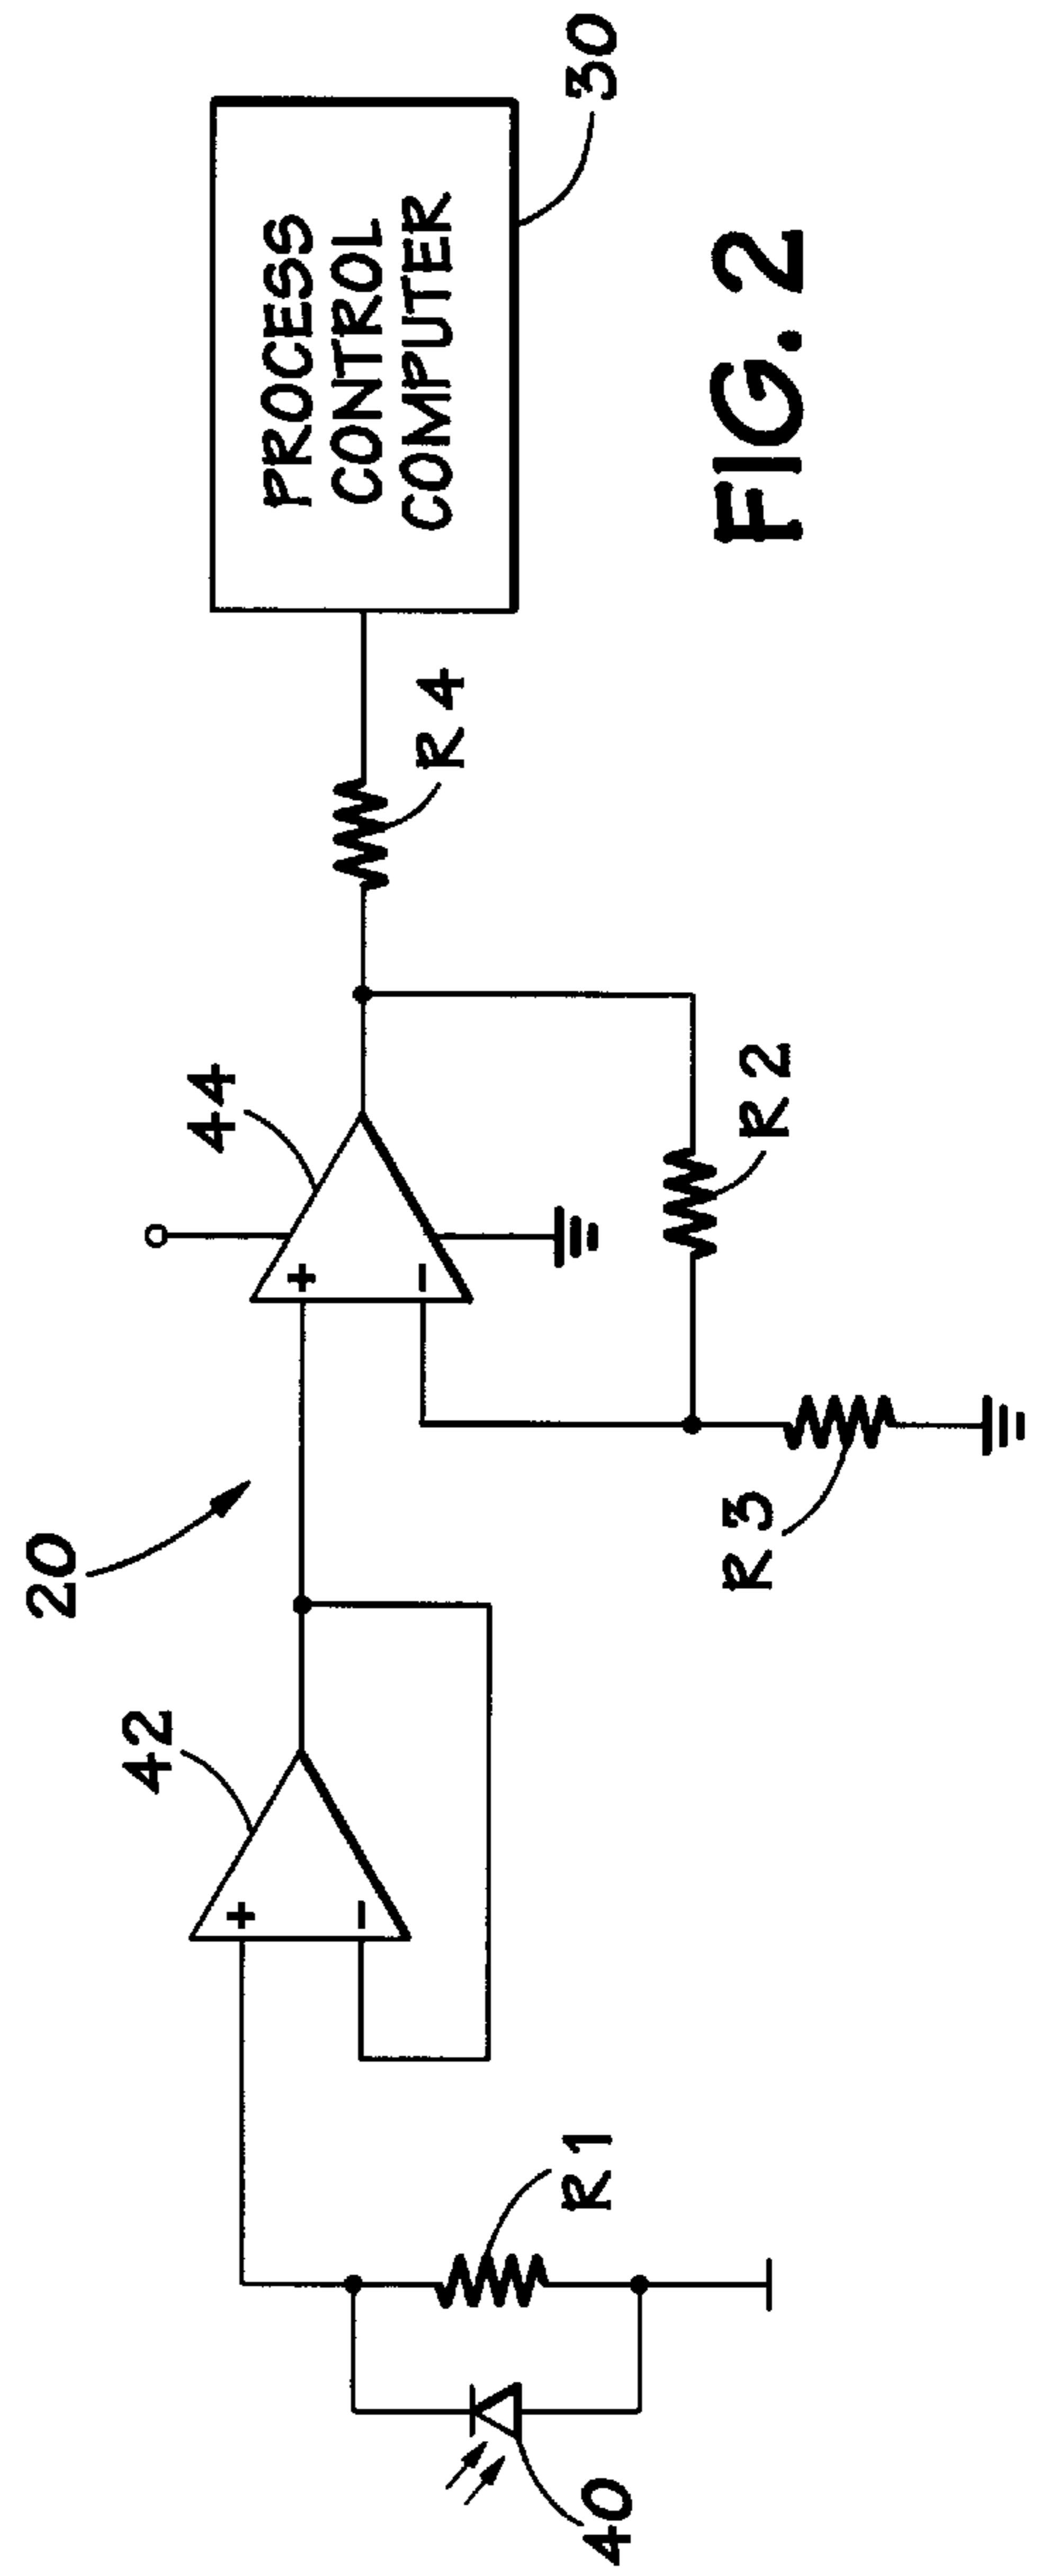 20
42
44
+
−
+
−
40
R1
R3
R2
R4
PROCESS
CONTROL
COMPUTER
30
FIG. 2